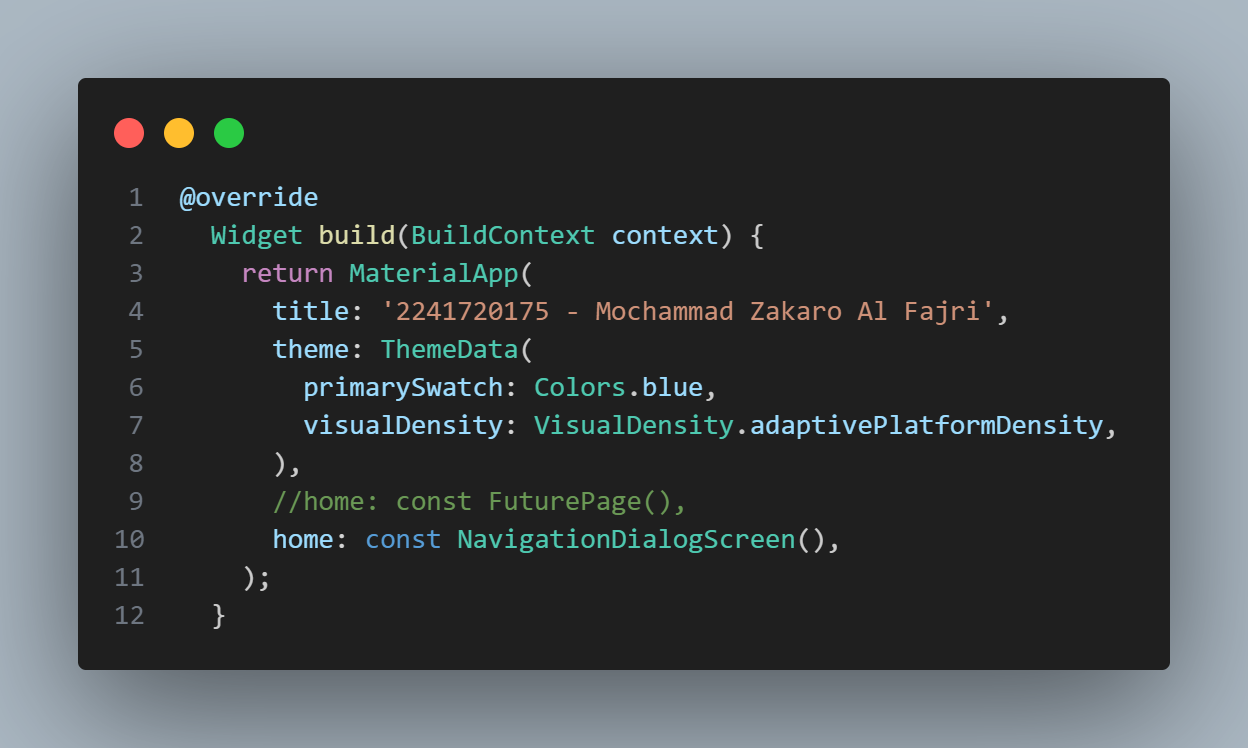 1 @override
2 Widget build(BuildContext context) {
3 return MaterialApp(
4 title: '2241720175 - Mochammad Zakaro Al Fajri',
5 theme: ThemeData(
6 primarySwatch: Colors.blue,
7 visualDensity: VisualDensity.adaptivePlatformDensity,
8 ),
9 //home: const FuturePage(),
10 home: const NavigationDialogScreen(),
11 );
12 }